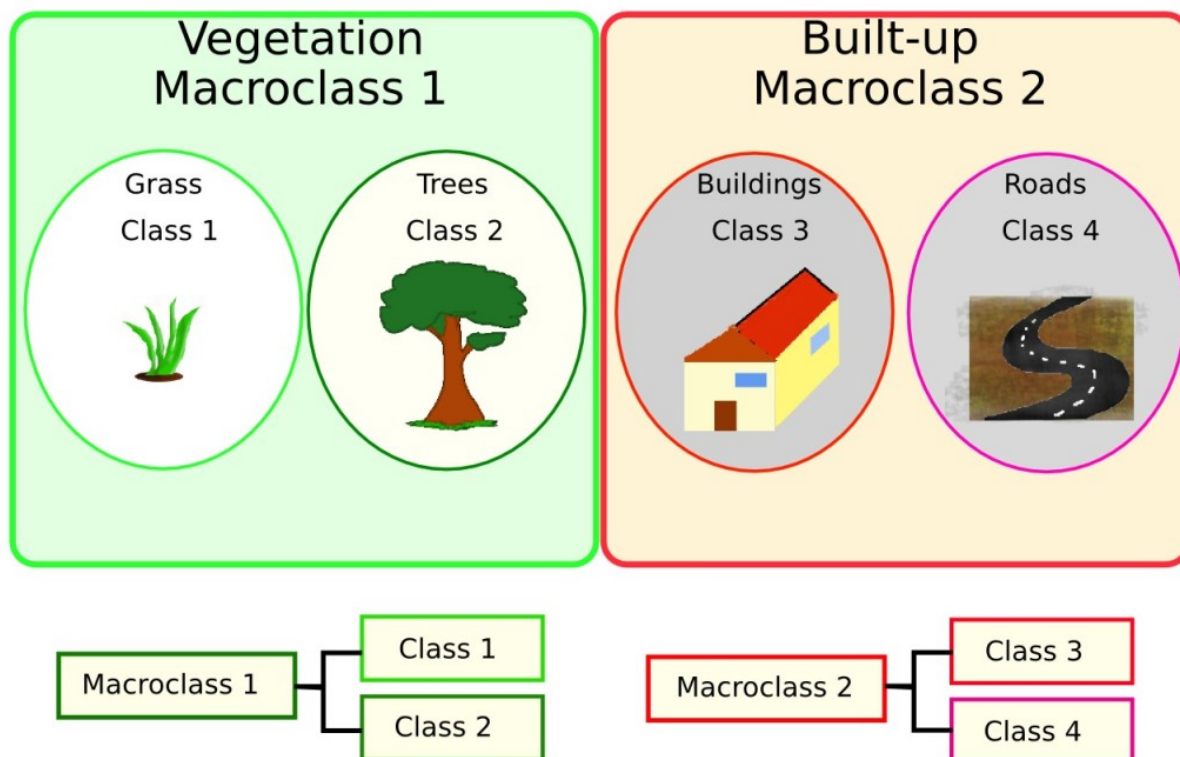 Vegetation
Macroclass 1
Built-up
Macroclass 2
Grass
Class 1
Trees
Class 2
Buildings
Class 3
Roads
Class 4
Macroclass 1
Class 1
Class 2
Macroclass 2
Class 3
Class 4